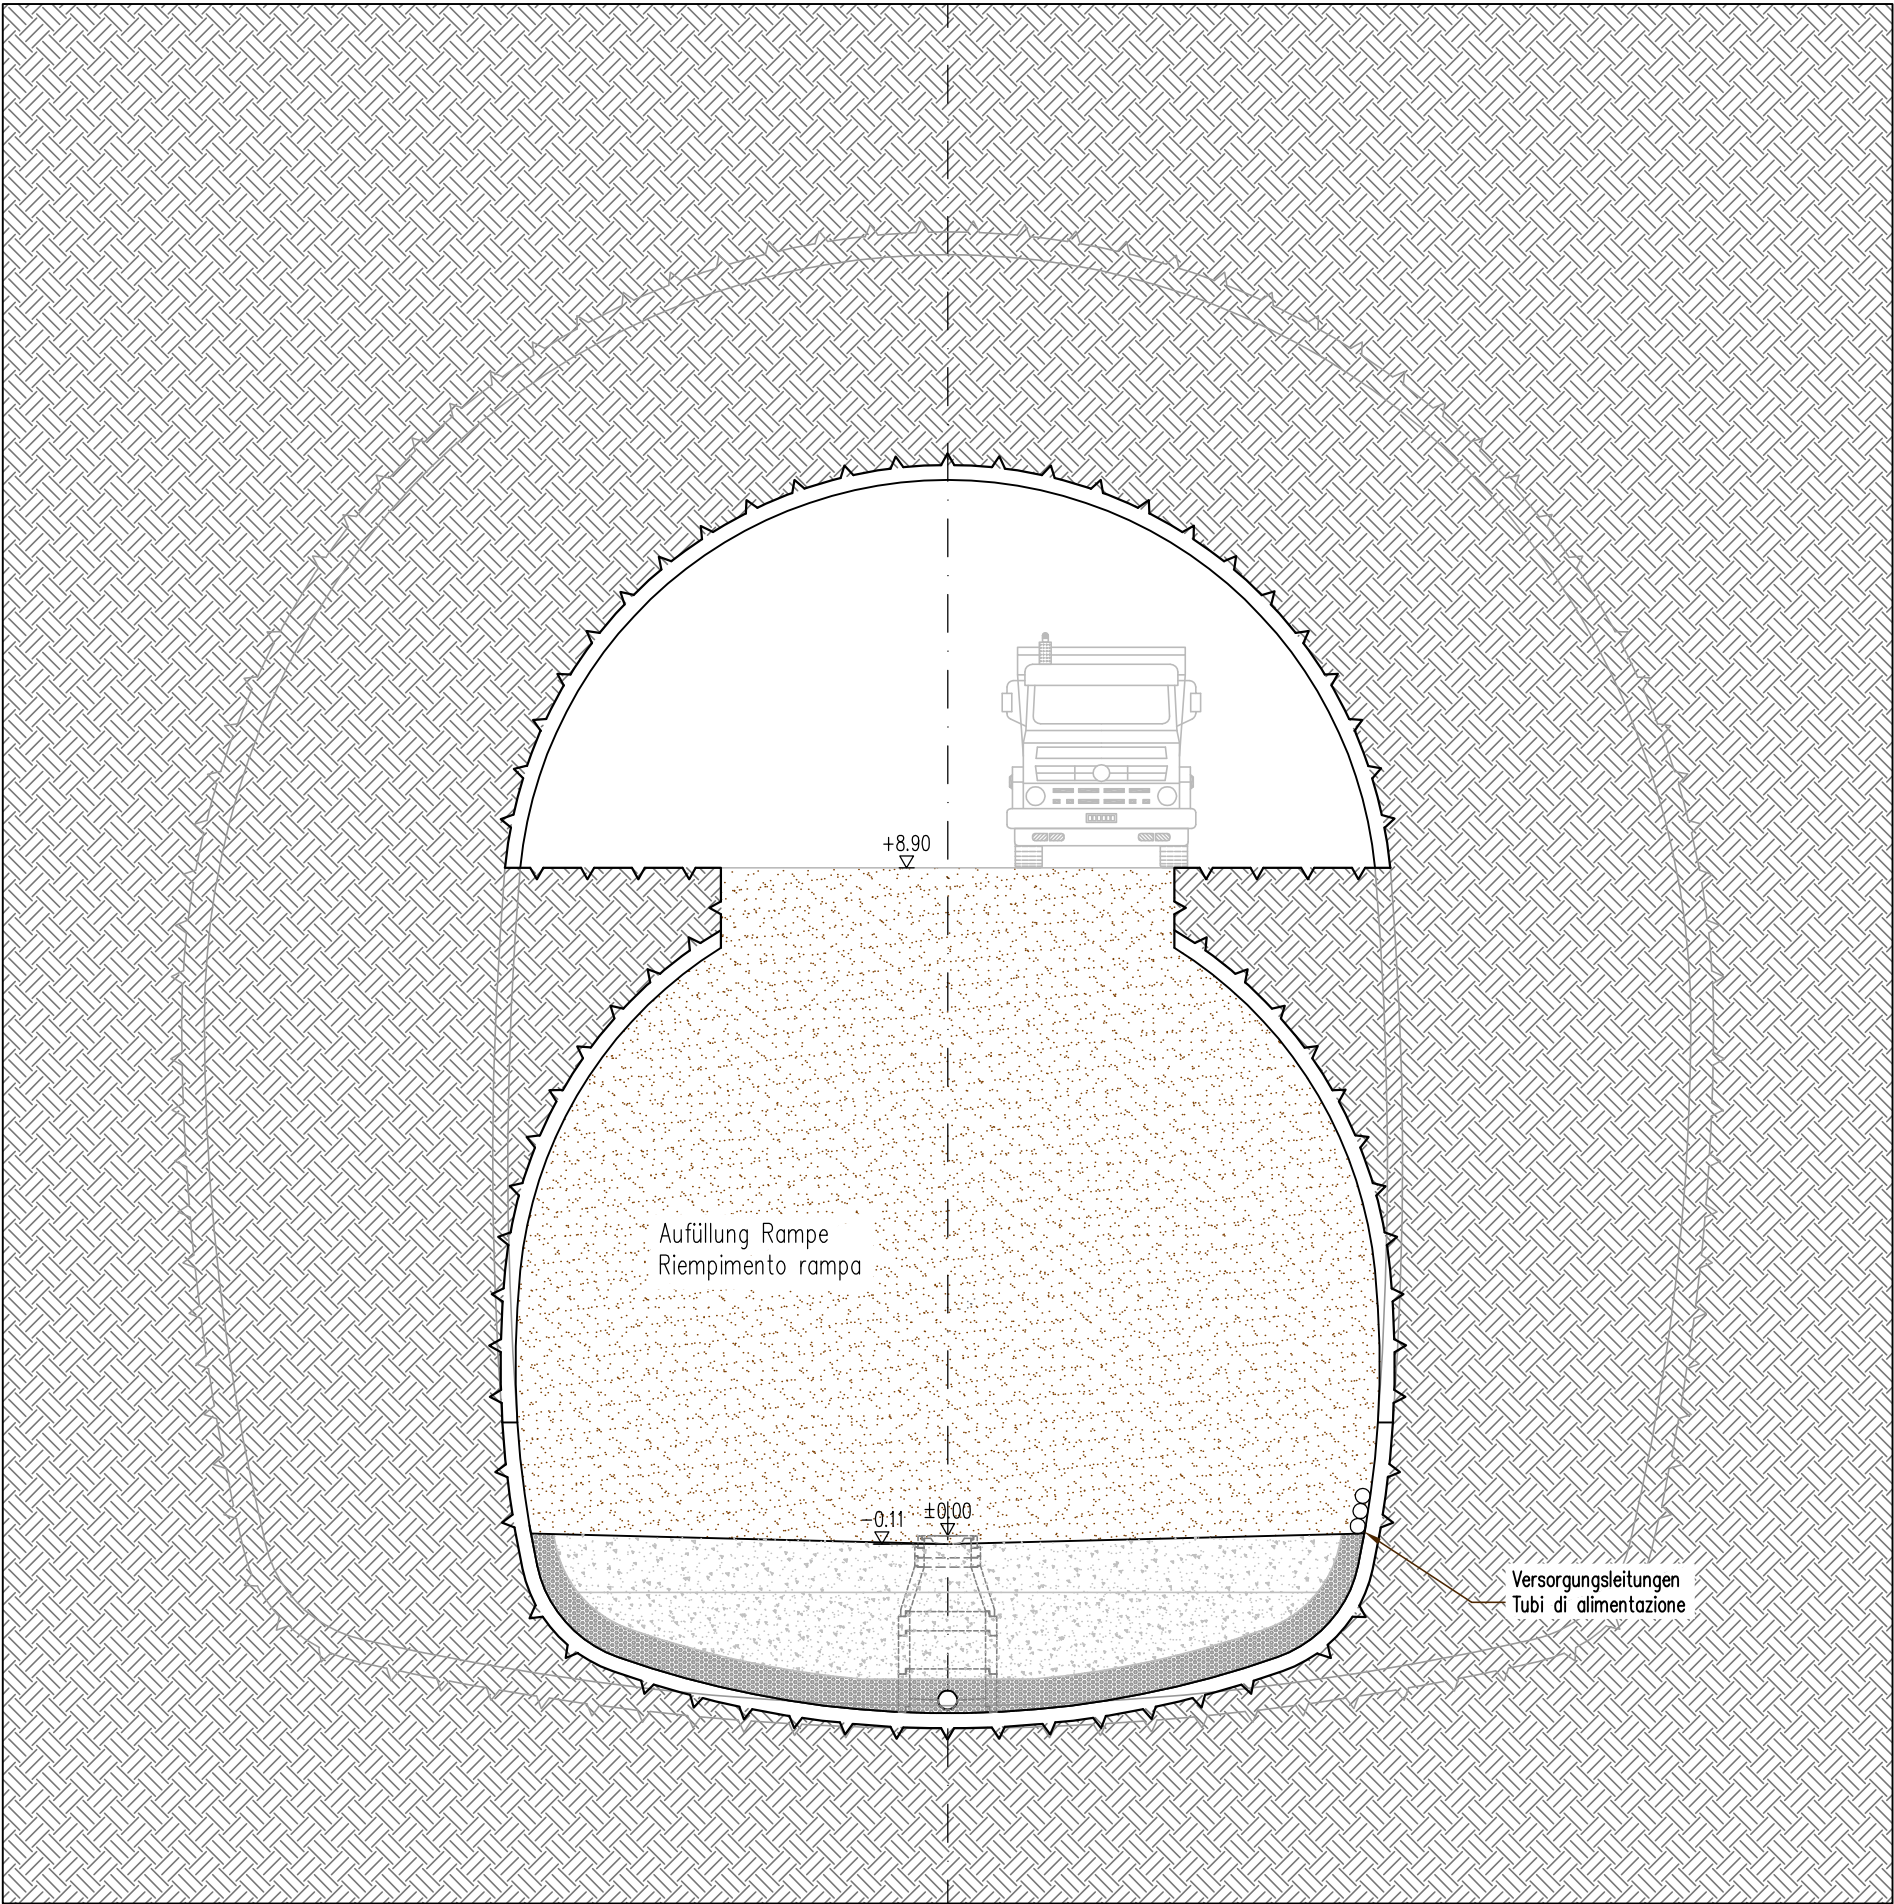 +8.90
Aufüllung Rampe
Riempimento rampa
-0.11
±0.00
Versorgungsleitungen
Tubi di alimentazione